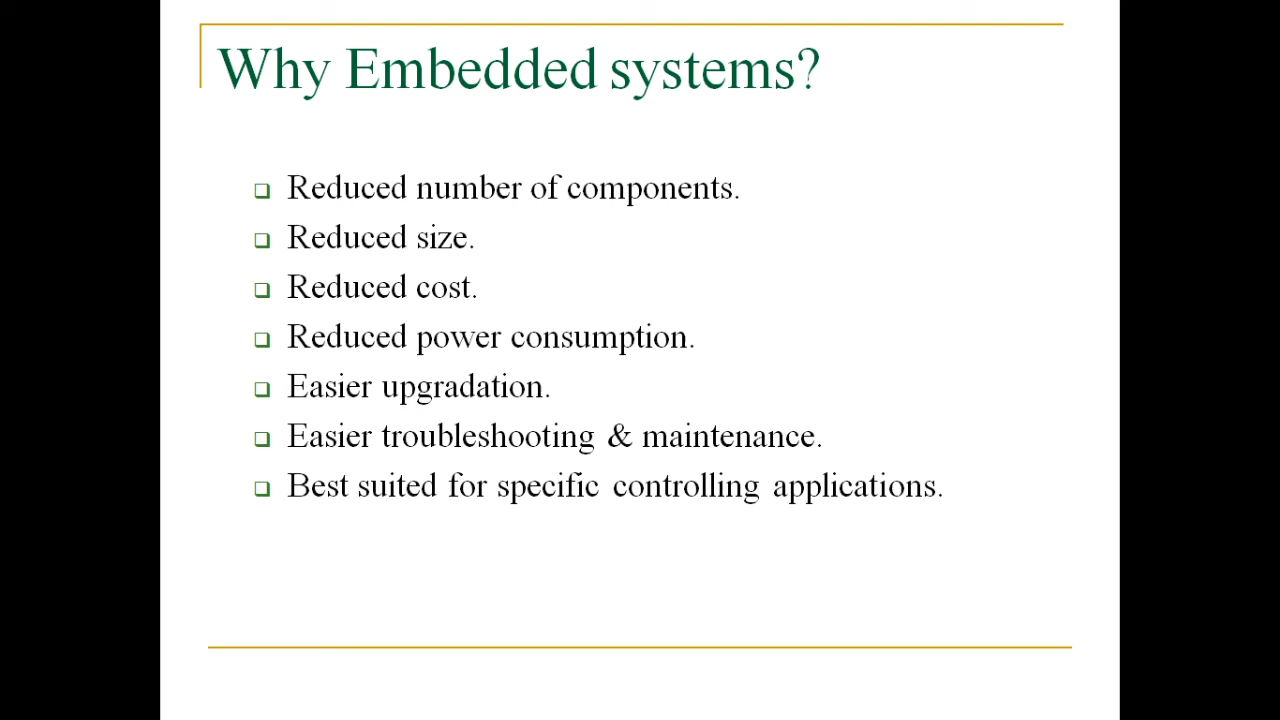 Why Embedded systems?
Reduced number of components.
Reduced size.
Reduced cost.
Reduced power consumption.
Easier upgradation.
Easier troubleshooting & maintenance.
Best suited for specific controlling applications.